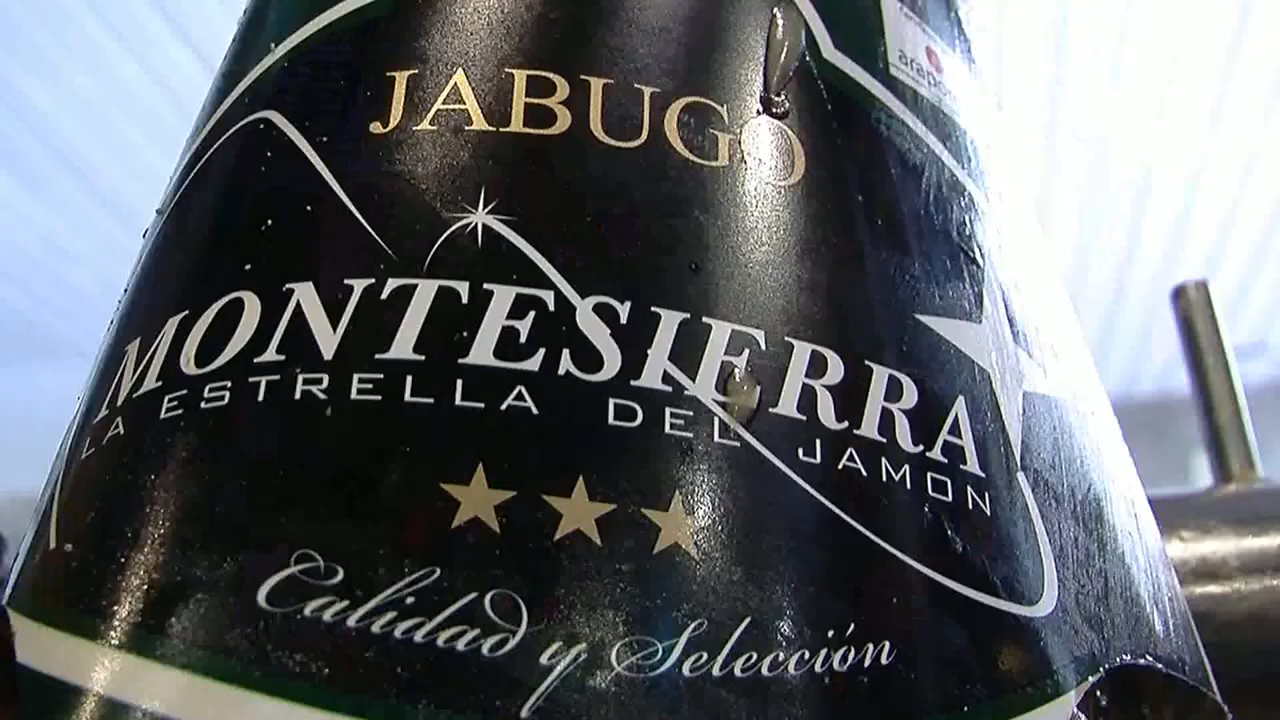 JABUGO
MONTESIERRA
LA ESTRELLA DEL JAMON
Calidad y Selección